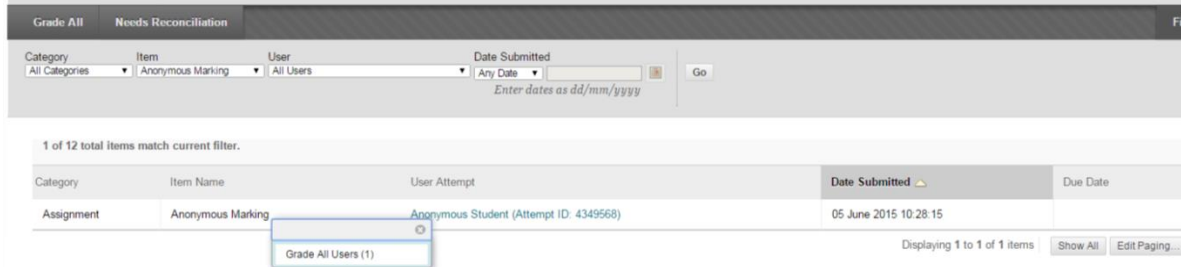 Grade All Needs Reconciliation
Category Item User Date Submitted
All Categories Anonymous Marking All Users Any Date Go
Enter dates as dd/mm/yyyy
1 of 12 total items match current filter.
Category Item Name User Attempt Date Submitted Due Date
Assignment Anonymous Marking Anonymous Student (Attempt ID: 4349568) 05 June 2015 10:28:15
Grade All Users (1)
Displaying 1 to 1 of 1 items Show All Edit Paging...